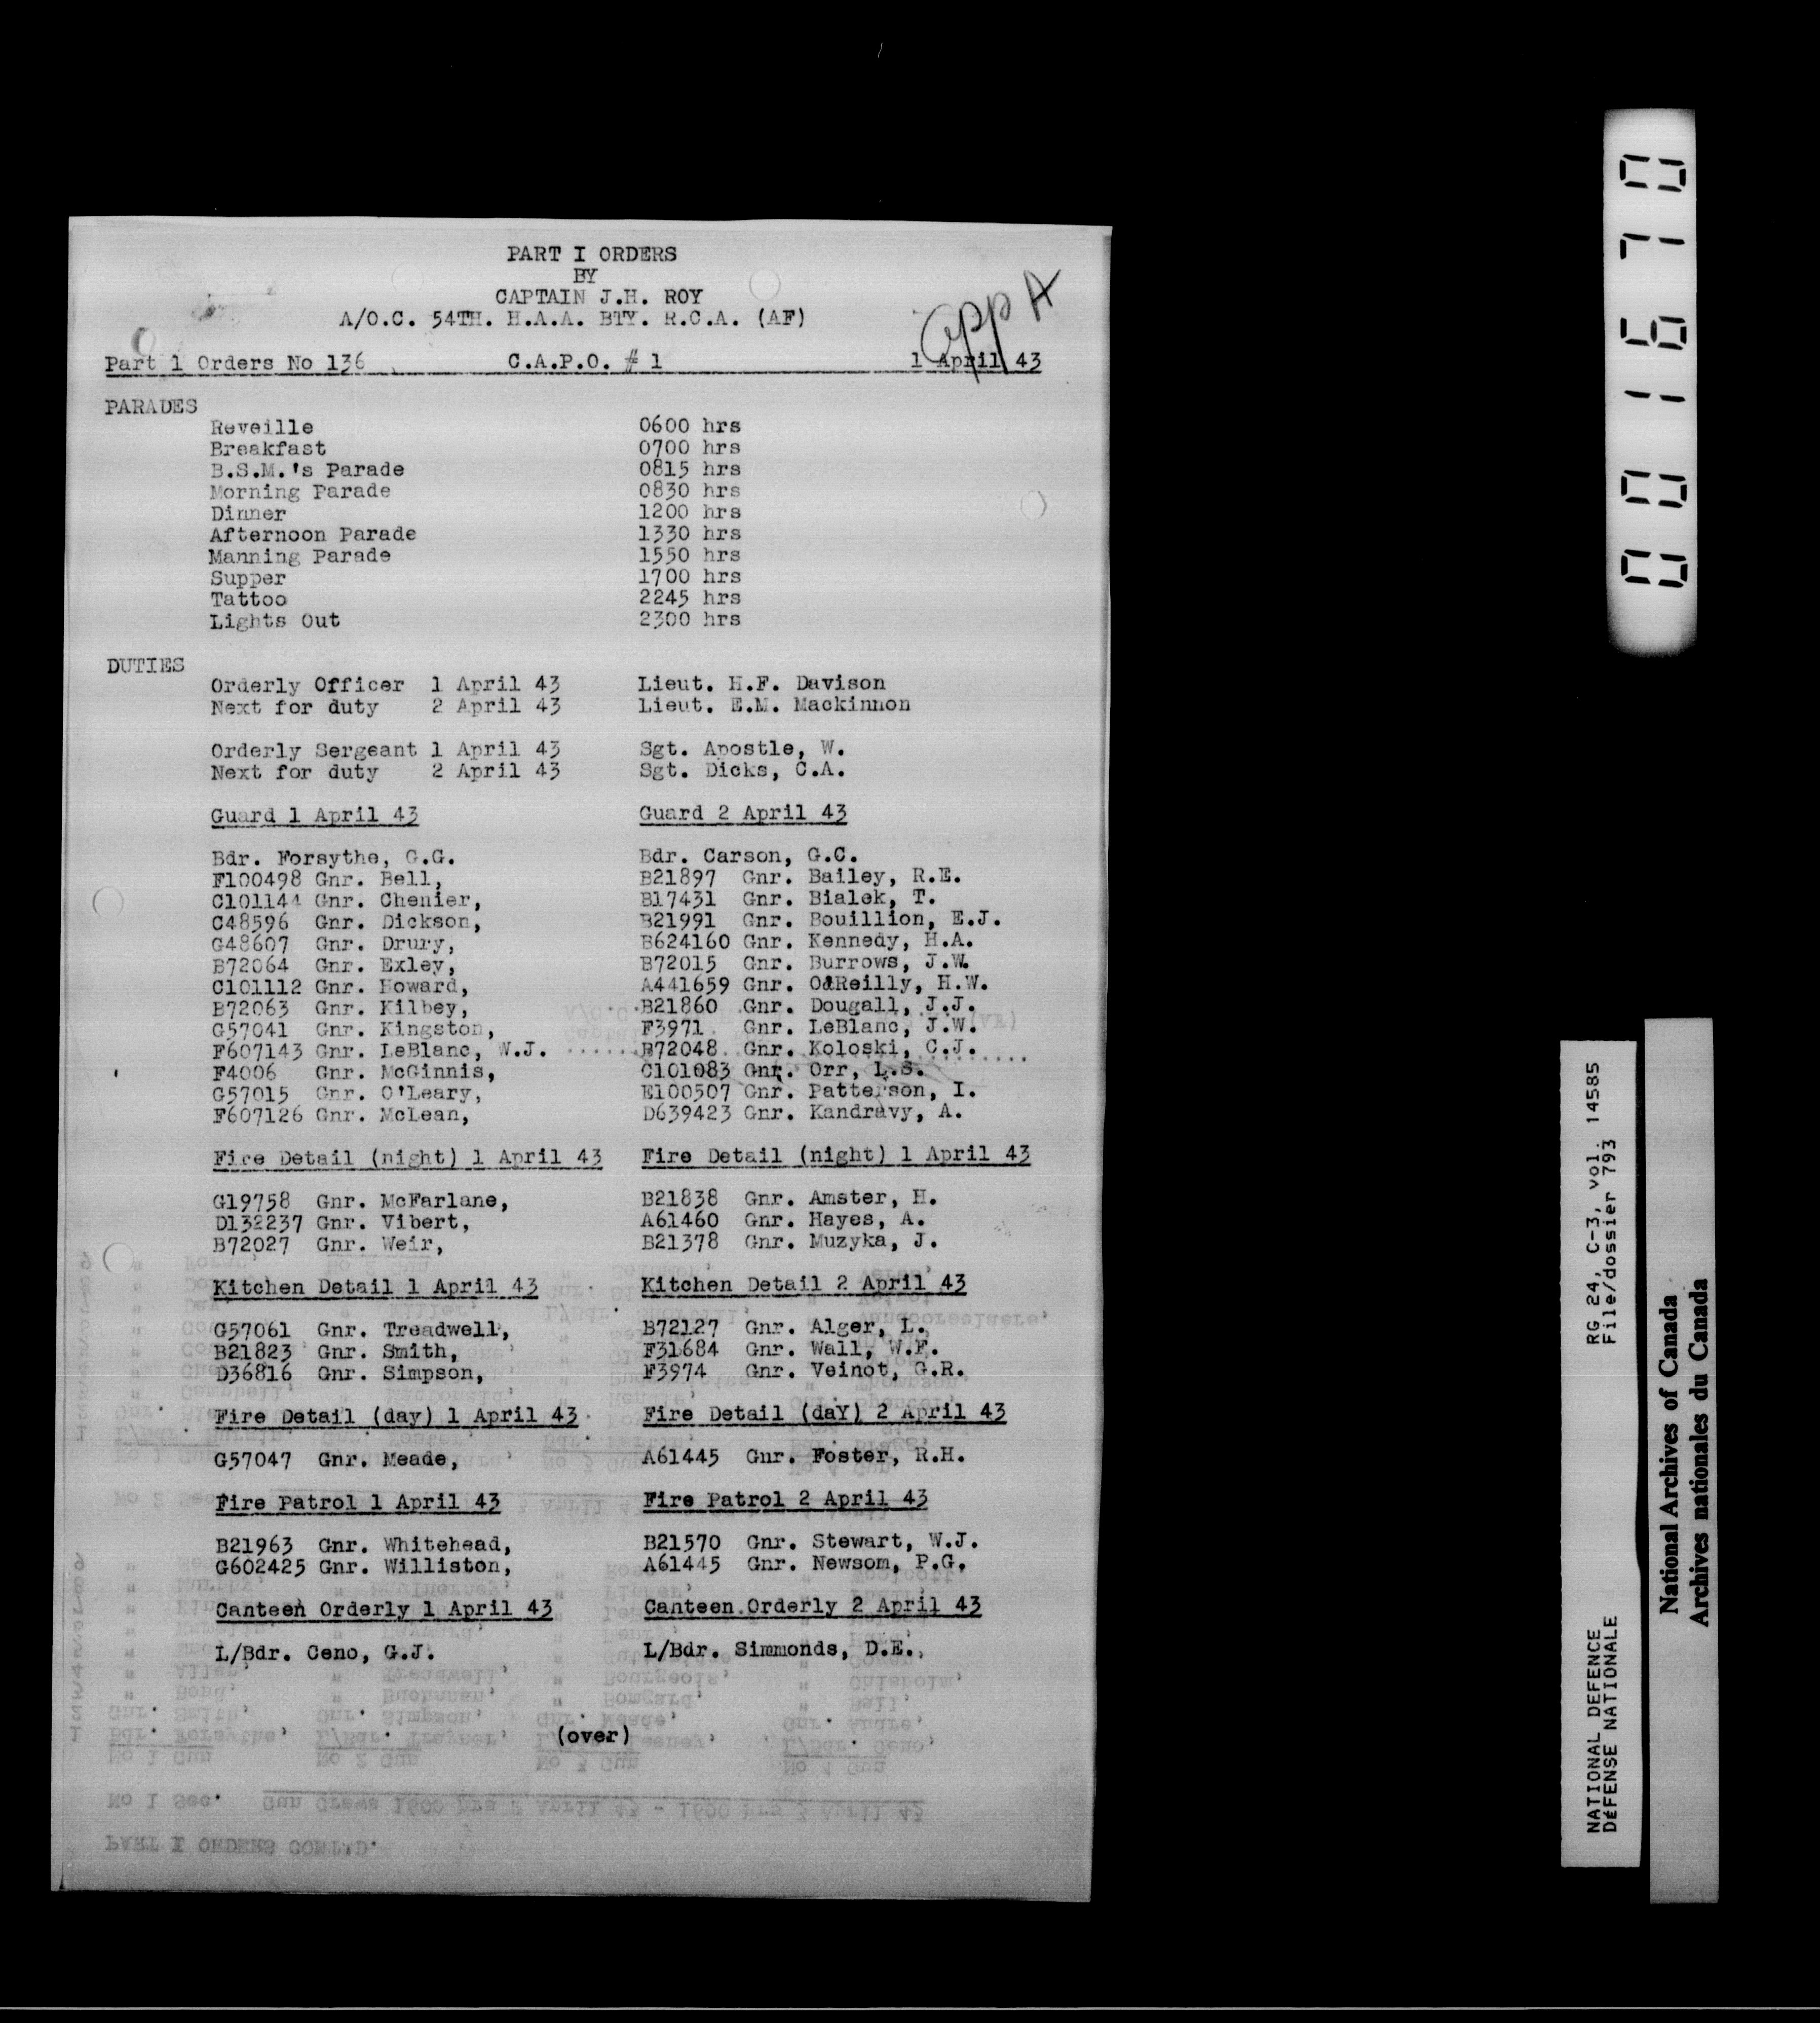 PART I ORDERS
BY
CAPTAIN J.H. ROY
A/O.C. 54TH. H.A.A. BTY. R.C.A. (AF)
App A
Part 1 Orders No 136 C.A.P.O. # 1 1 April 43
PARADES
Reveille 0600 hrs
Breakfast 0700 hrs
B.S.M.'s Parade 0815 hrs
Morning Parade 0830 hrs
Dinner 1200 hrs
Afternoon Parade 1330 hrs
Manning Parade 1550 hrs
Supper 1700 hrs
Tattoo 2245 hrs
Lights Out 2300 hrs
DUTIES
Orderly Officer 1 April 43 Lieut. H.F. Davison
Next for duty 2 April 43 Lieut. E.M. Mackinnon
Orderly Sergeant 1 April 43 Sgt. Apostle, W.
Next for duty 2 April 43 Sgt. Dicks, C.A.
Guard 1 April 43 Guard 2 April 43
Bdr. Forsythe, G.G. Bdr. Carson, G.C.
F100498 Gnr. Bell, B21897 Gnr. Bailey, R.E.
C101144 Gnr. Chenier, B17431 Gnr. Bialek, T.
C48596 Gnr. Dickson, B21991 Gnr. Bouillion, E.J.
G48607 Gnr. Drury, B624160 Gnr. Kennedy, H.A.
B72064 Gnr. Exley, B72015 Gnr. Burrows, J.W.
C101112 Gnr. Howard, A441659 Gnr. O&Reilly, H.W.
B72063 Gnr. Kilbey, B21860 Gnr. Dougall, J.J.
G57041 Gnr. Kingston, F3971 Gnr. LeBlanc, J.W.
F607143 Gnr. LeBlanc, W.J. B72048 Gnr. Koloski, C.J.
F4006 Gnr. McGinnis, C101083 Gnr. Orr, L.S.
G57015 Gnr. O'Leary, E100507 Gnr. Patterson, I.
F607126 Gnr. McLean, D639423 Gnr. Kandravy, A.
Fire Detail (night) 1 April 43 Fire Detail (night) 1 April 43
G19758 Gnr. McFarlane, B21838 Gnr. Amster, H.
D132237 Gnr. Vibert, A61460 Gnr. Hayes, A.
B72027 Gnr. Weir, B21378 Gnr. Muzyka, J.
Kitchen Detail 1 April 43 Kitchen Detail 2 April 43
G57061 Gnr. Treadwell, B72127 Gnr. Alger, L.
B21823 Gnr. Smith, F31684 Gnr. Wall, W.F.
D36816 Gnr. Simpson, F3974 Gnr. Veinot, G.R.
Fire Detail (day) 1 April 43 Fire Detail (daY) 2 April 43
G57047 Gnr. Meade, A61445 Gnr. Foster, R.H.
Fire Patrol 1 April 43 Fire Patrol 2 April 43
B21963 Gnr. Whitehead, B21570 Gnr. Stewart, W.J.
G602425 Gnr. Williston, A61445 Gnr. Newsom, P.G.
Canteen Orderly 1 April 43 Canteen Orderly 2 April 43
L/Bdr. Ceno, G.J. L/Bdr. Simmonds, D.E.
(over)
001670
NATIONAL DEFENCE RG 24, C-3, vol. 14585
DÉFENSE NATIONALE File/dossier 793
National Archives of Canada
Archives nationales du Canada